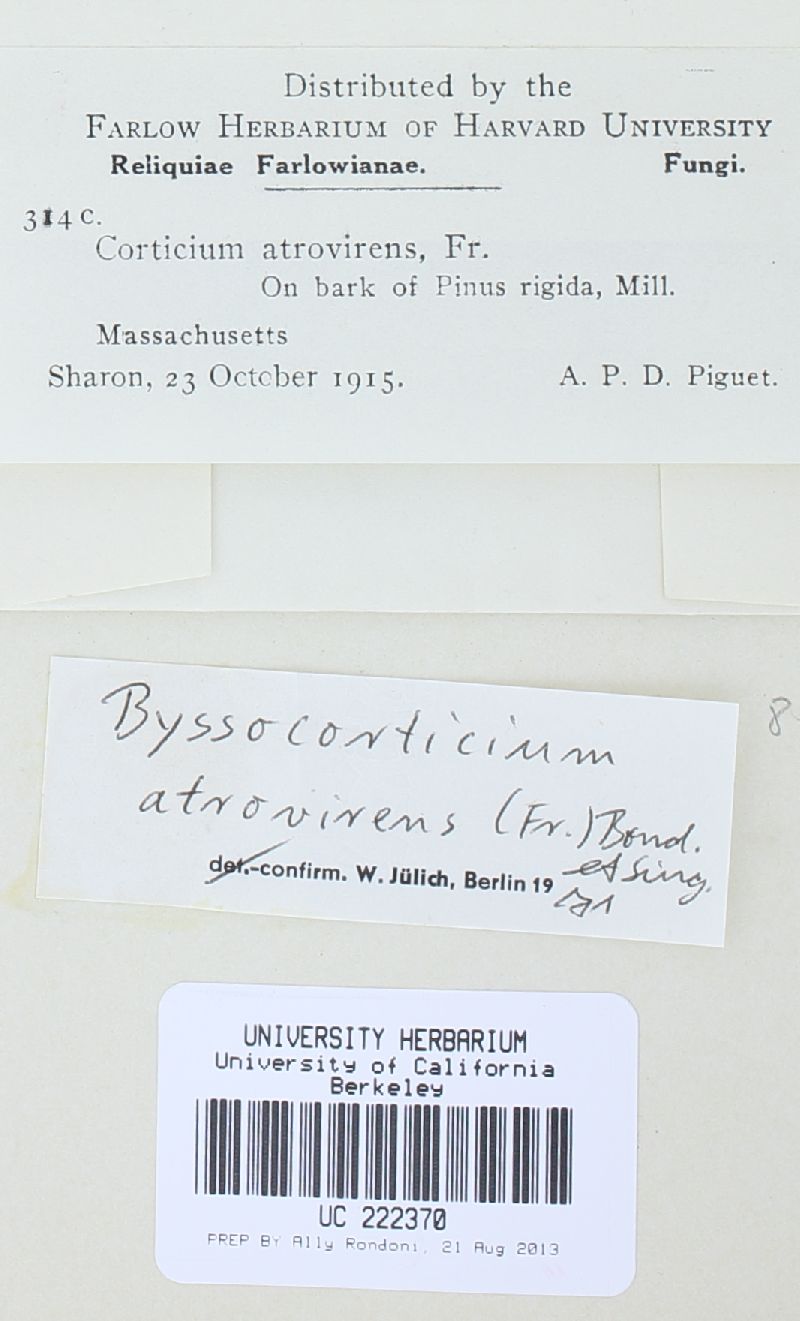 Distributed by the
FARLOW HERBARIUM OF HARVARD UNIVERSITY
Reliquiae Farlowianae. Fungi.
314 c.
Corticium atrovirens, Fr.
On bark of Pinus rigida, Mill.
Massachusetts
Sharon, 23 October 1915. A. P. D. Piguet.
Byssocorticium
atrovirens (Fr.) Bond.
et Sing.
det.-confirm. W. Jülich, Berlin 19
8
UNIVERSITY HERBARIUM
University of California
Berkeley
UC 222370
PREP BY Ally Rondoni, 21 Aug 2013